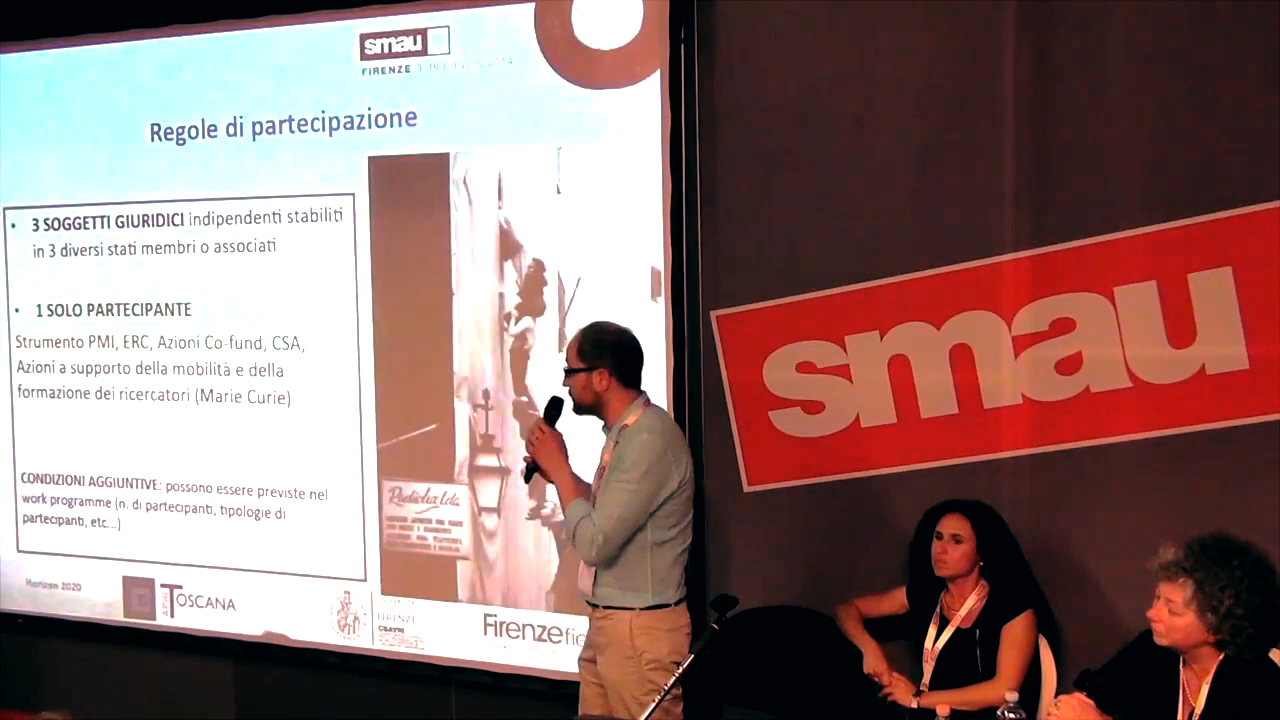 smau
FIRENZE
Regole di partecipazione
• 3 SOGGETTI GIURIDICI indipendenti stabiliti
in 3 diversi stati membri o associati
• 1 SOLO PARTECIPANTE
Strumento PMI, ERC, Azioni Co-fund, CSA,
Azioni a supporto della mobilità e della
formazione dei ricercatori (Marie Curie)
CONDIZIONI AGGIUNTIVE: possono essere previste nel
work programme (n. di partecipanti, tipologie di
partecipanti, etc...)
Horizon 2020
TOSCANA
FIRENZE
Firenzefie
smau